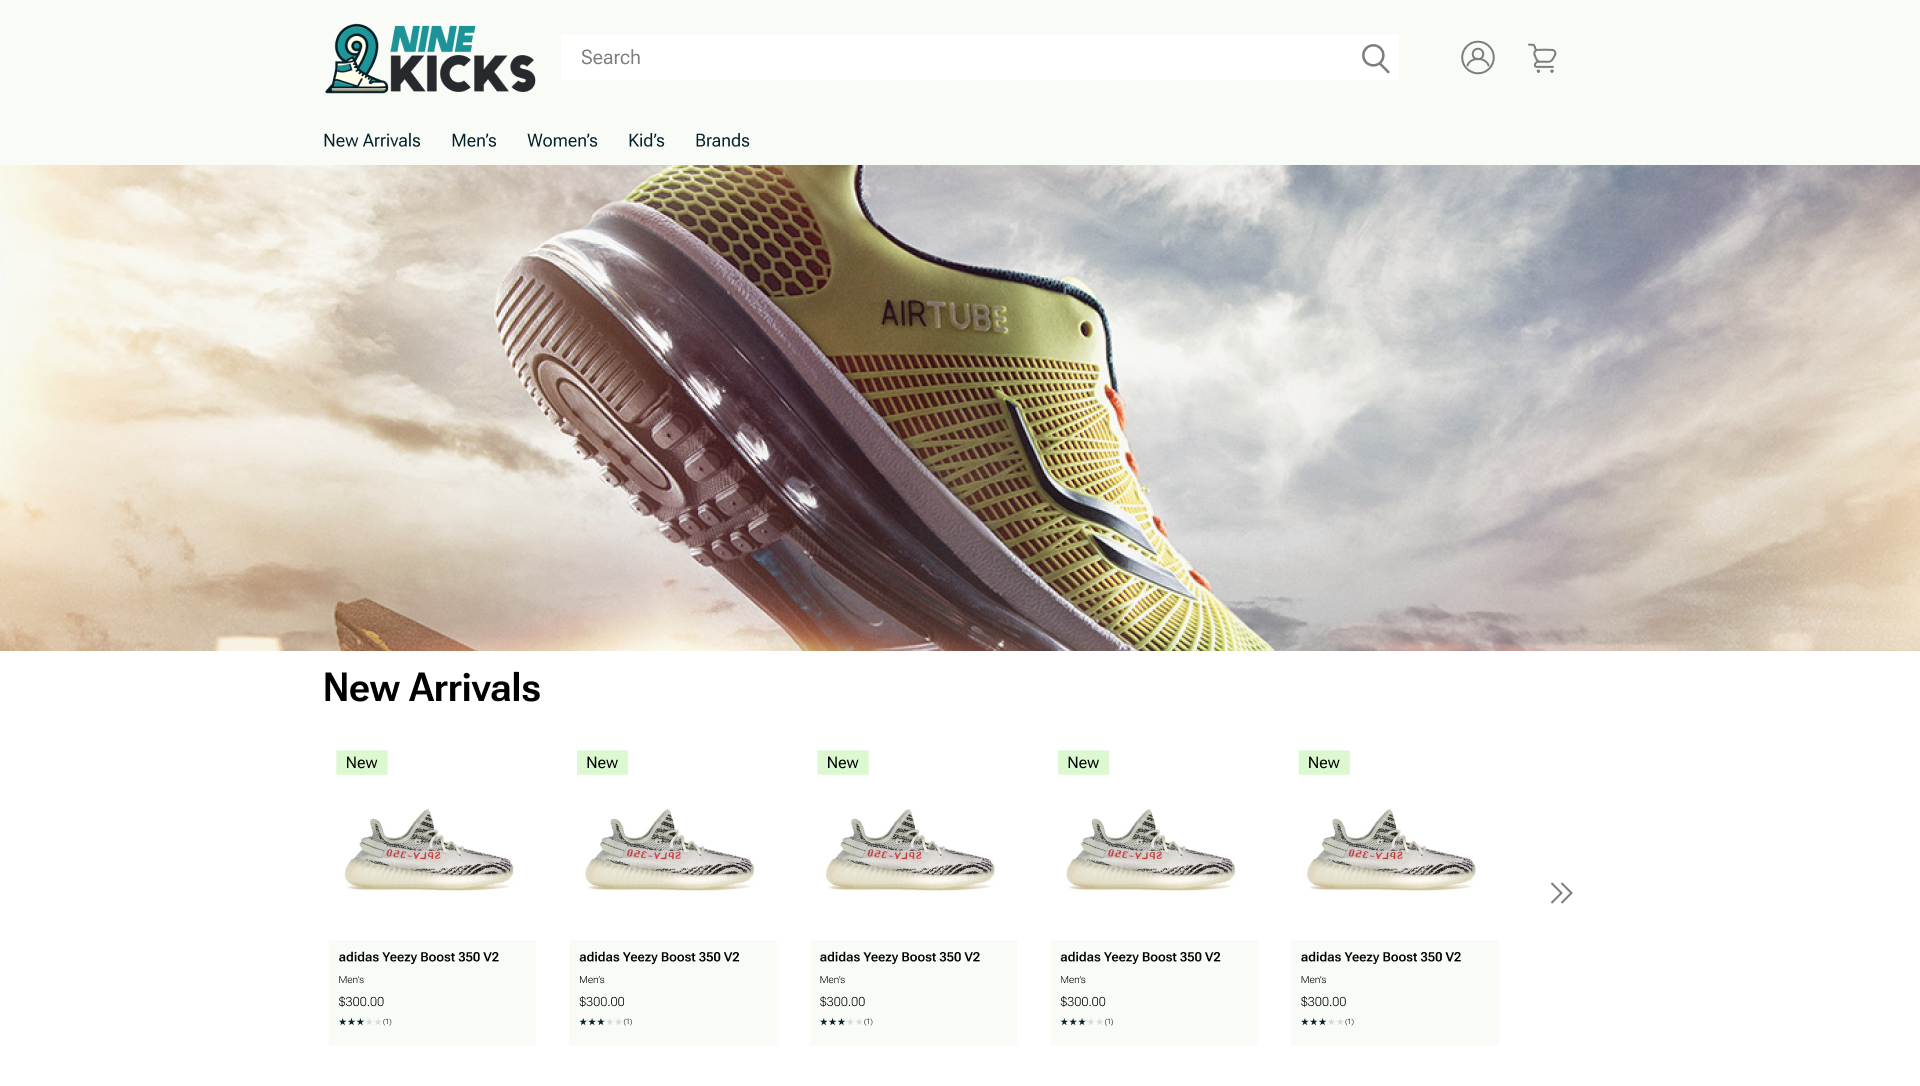 NINE
KICKS
Search
New Arrivals Men's Women's Kid's Brands
AIRTUBE
New Arrivals
New New New New New
SPLY-350 SPLY-350 SPLY-350 SPLY-350 SPLY-350
adidas Yeezy Boost 350 V2 adidas Yeezy Boost 350 V2 adidas Yeezy Boost 350 V2 adidas Yeezy Boost 350 V2 adidas Yeezy Boost 350 V2
Men's Men's Men's Men's Men's
$300.00 $300.00 $300.00 $300.00 $300.00
★★★★★(1) ★★★★★(1) ★★★★★(1) ★★★★★(1) ★★★★★(1)